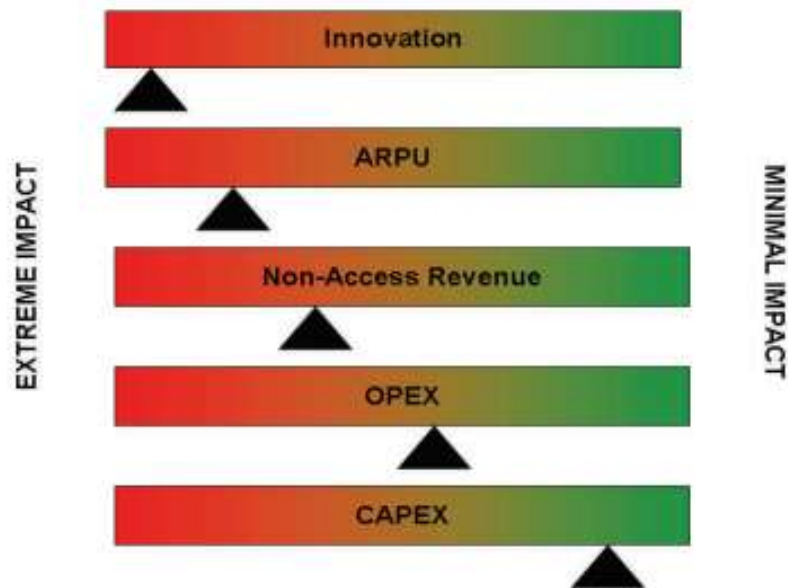 Innovation
ARPU
EXTREME IMPACT
MINIMAL IMPACT
Non-Access Revenue
OPEX
CAPEX